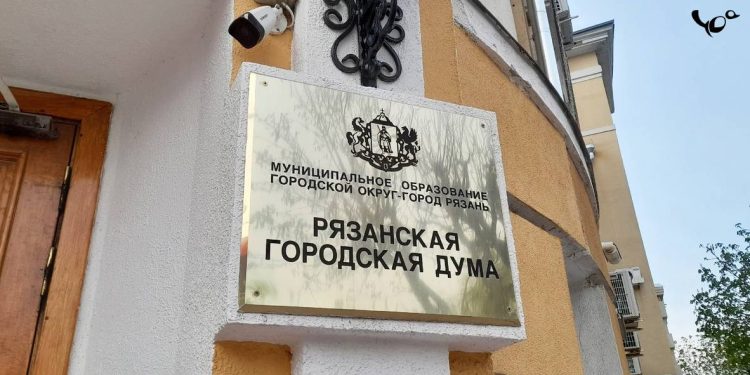 МУНИЦИПАЛЬНОЕ ОБРАЗОВАНИЕ
ГОРОДСКОЙ ОКРУГ-ГОРОД РЯЗАНЬ
РЯЗАНСКАЯ
ГОРОДСКАЯ ДУМА